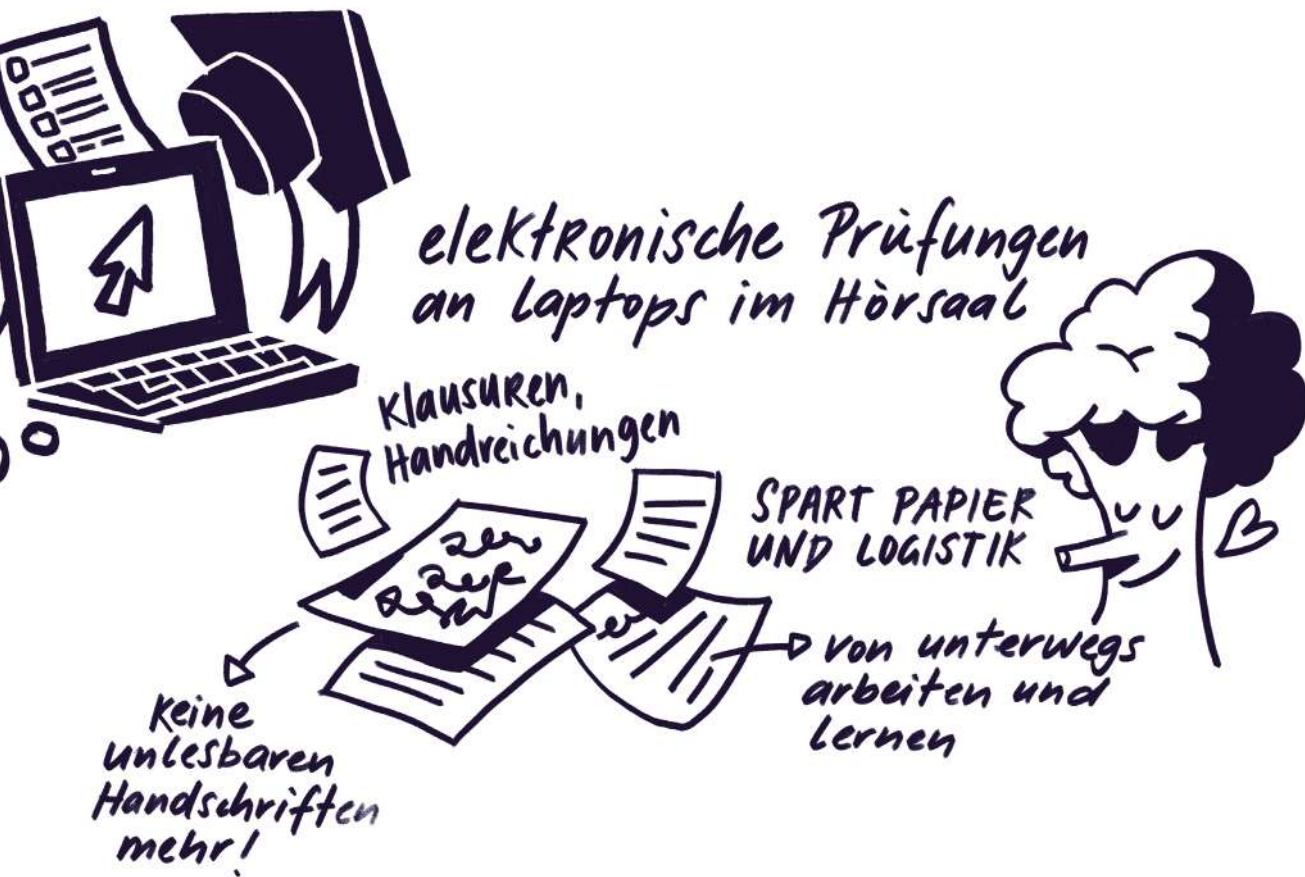 elektronische Prüfungen
an Laptops im Hörsaal
Klausuren,
Handreichungen
SPART PAPIER
UND LOGISTIK
von unterwegs
arbeiten und
lernen
Keine
unlesbaren
Handschriften
mehr!